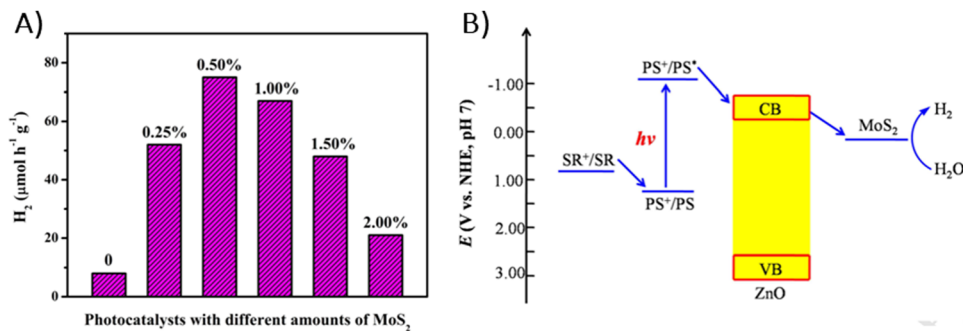 A)
H₂ (μmol h⁻¹ g⁻¹)
80
60
40
20
0
0
0.25%
0.50%
1.00%
1.50%
2.00%
Photocatalysts with different amounts of MoS₂
B)
E (V vs. NHE, pH 7)
-1.00
0.00
1.00
2.00
3.00
SR⁺/SR
PS⁺/PS*
hν
PS⁺/PS
CB
VB
ZnO
MoS₂
H₂
H₂O